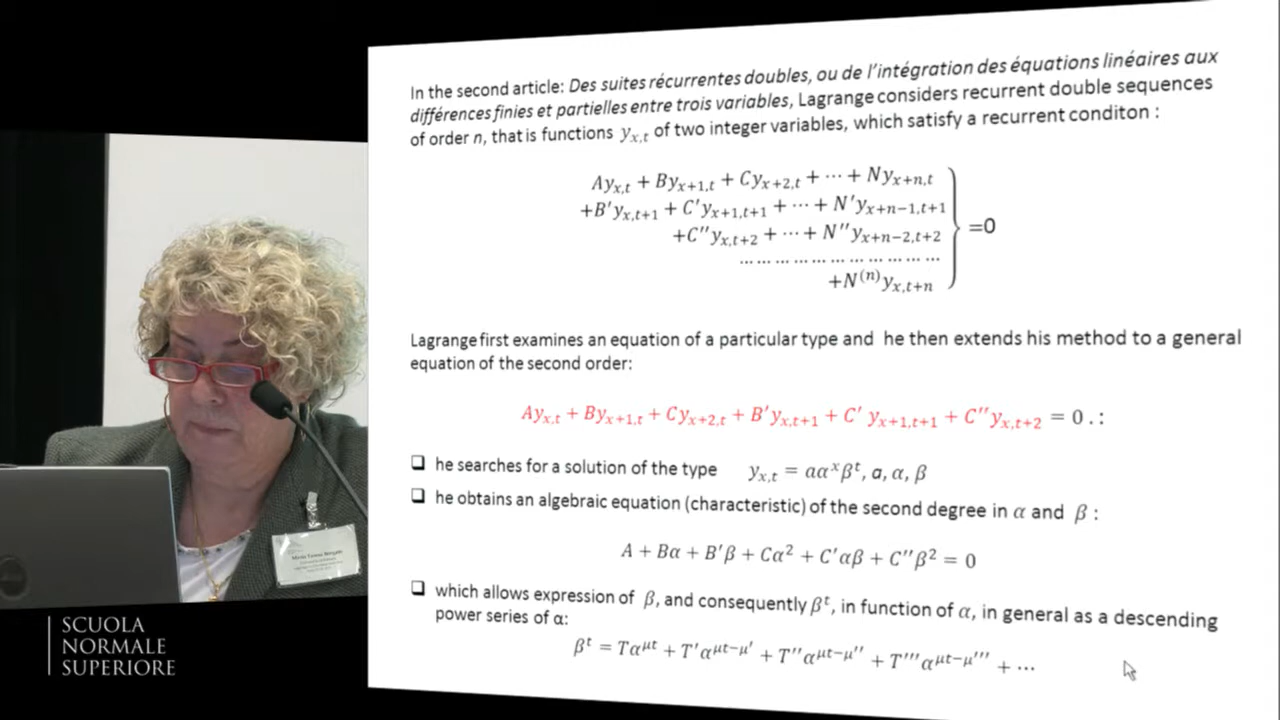 In the second article: Des suites récurrentes doubles, ou de l'intégration des équations linéaires aux
différences finies et partielles entre trois variables, Lagrange considers recurrent double sequences
of order n, that is functions y_{x,t} of two integer variables, which satisfy a recurrent conditon :
Ay_{x,t} + By_{x+1,t} + Cy_{x+2,t} + ⋯ + Ny_{x+n,t}
+B′y_{x,t+1} + C′y_{x+1,t+1} + ⋯ + N′y_{x+n−1,t+1}
+C″y_{x,t+2} + ⋯ + N″y_{x+n−2,t+2}
=0
… … … … … … … … … … …
+N^{(n)}y_{x,t+n}
Lagrange first examines an equation of a particular type and he then extends his method to a general
equation of the second order:
Ay_{x,t} + By_{x+1,t} + Cy_{x+2,t} + B′y_{x,t+1} + C′ y_{x+1,t+1} + C″y_{x,t+2} = 0 . :
❑ he searches for a solution of the type y_{x,t} = aα^xβ^t, a, α, β
❑ he obtains an algebraic equation (characteristic) of the second degree in α and β :
A + Bα + B′β + Cα² + C′αβ + C″β² = 0
❑ which allows expression of β, and consequently β^t, in function of α, in general as a descending
power series of α:
β^t = Tα^{μt} + T′α^{μt−μ′} + T″α^{μt−μ″} + T‴α^{μt−μ‴} + ⋯
SCUOLA
NORMALE
SUPERIORE